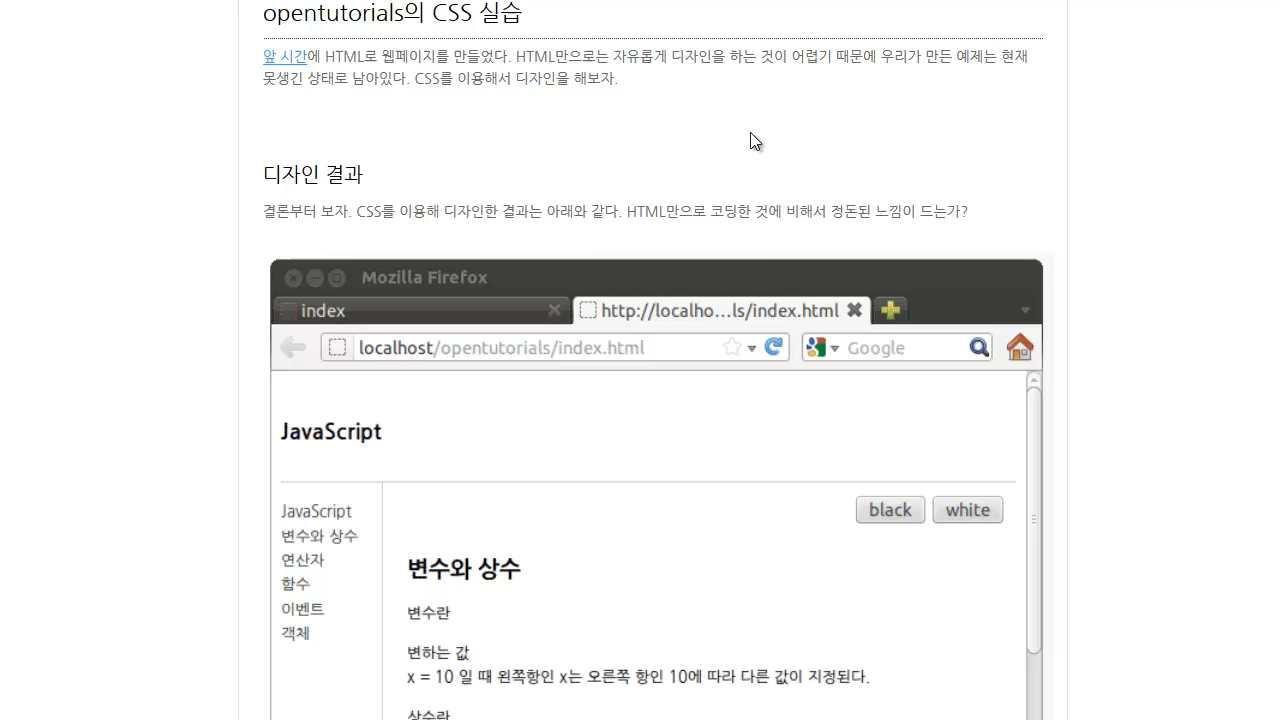 opentutorials의 CSS 실습
앞 시간에 HTML로 웹페이지를 만들었다. HTML만으로는 자유롭게 디자인을 하는 것이 어렵기 때문에 우리가 만든 예제는 현재
못생긴 상태로 남아있다. CSS를 이용해서 디자인을 해보자.
디자인 결과
결론부터 보자. CSS를 이용해 디자인한 결과는 아래와 같다. HTML만으로 코딩한 것에 비해서 정돈된 느낌이 드는가?
Mozilla Firefox
index
http://localho...ls/index.html
localhost/opentutorials/index.html
Google
JavaScript
black white
JavaScript
변수와 상수
연산자
함수
이벤트
객체
변수와 상수
변수란
변하는 값
x = 10 일 때 왼쪽항인 x는 오른쪽 항인 10에 따라 다른 값이 지정된다.
상수란